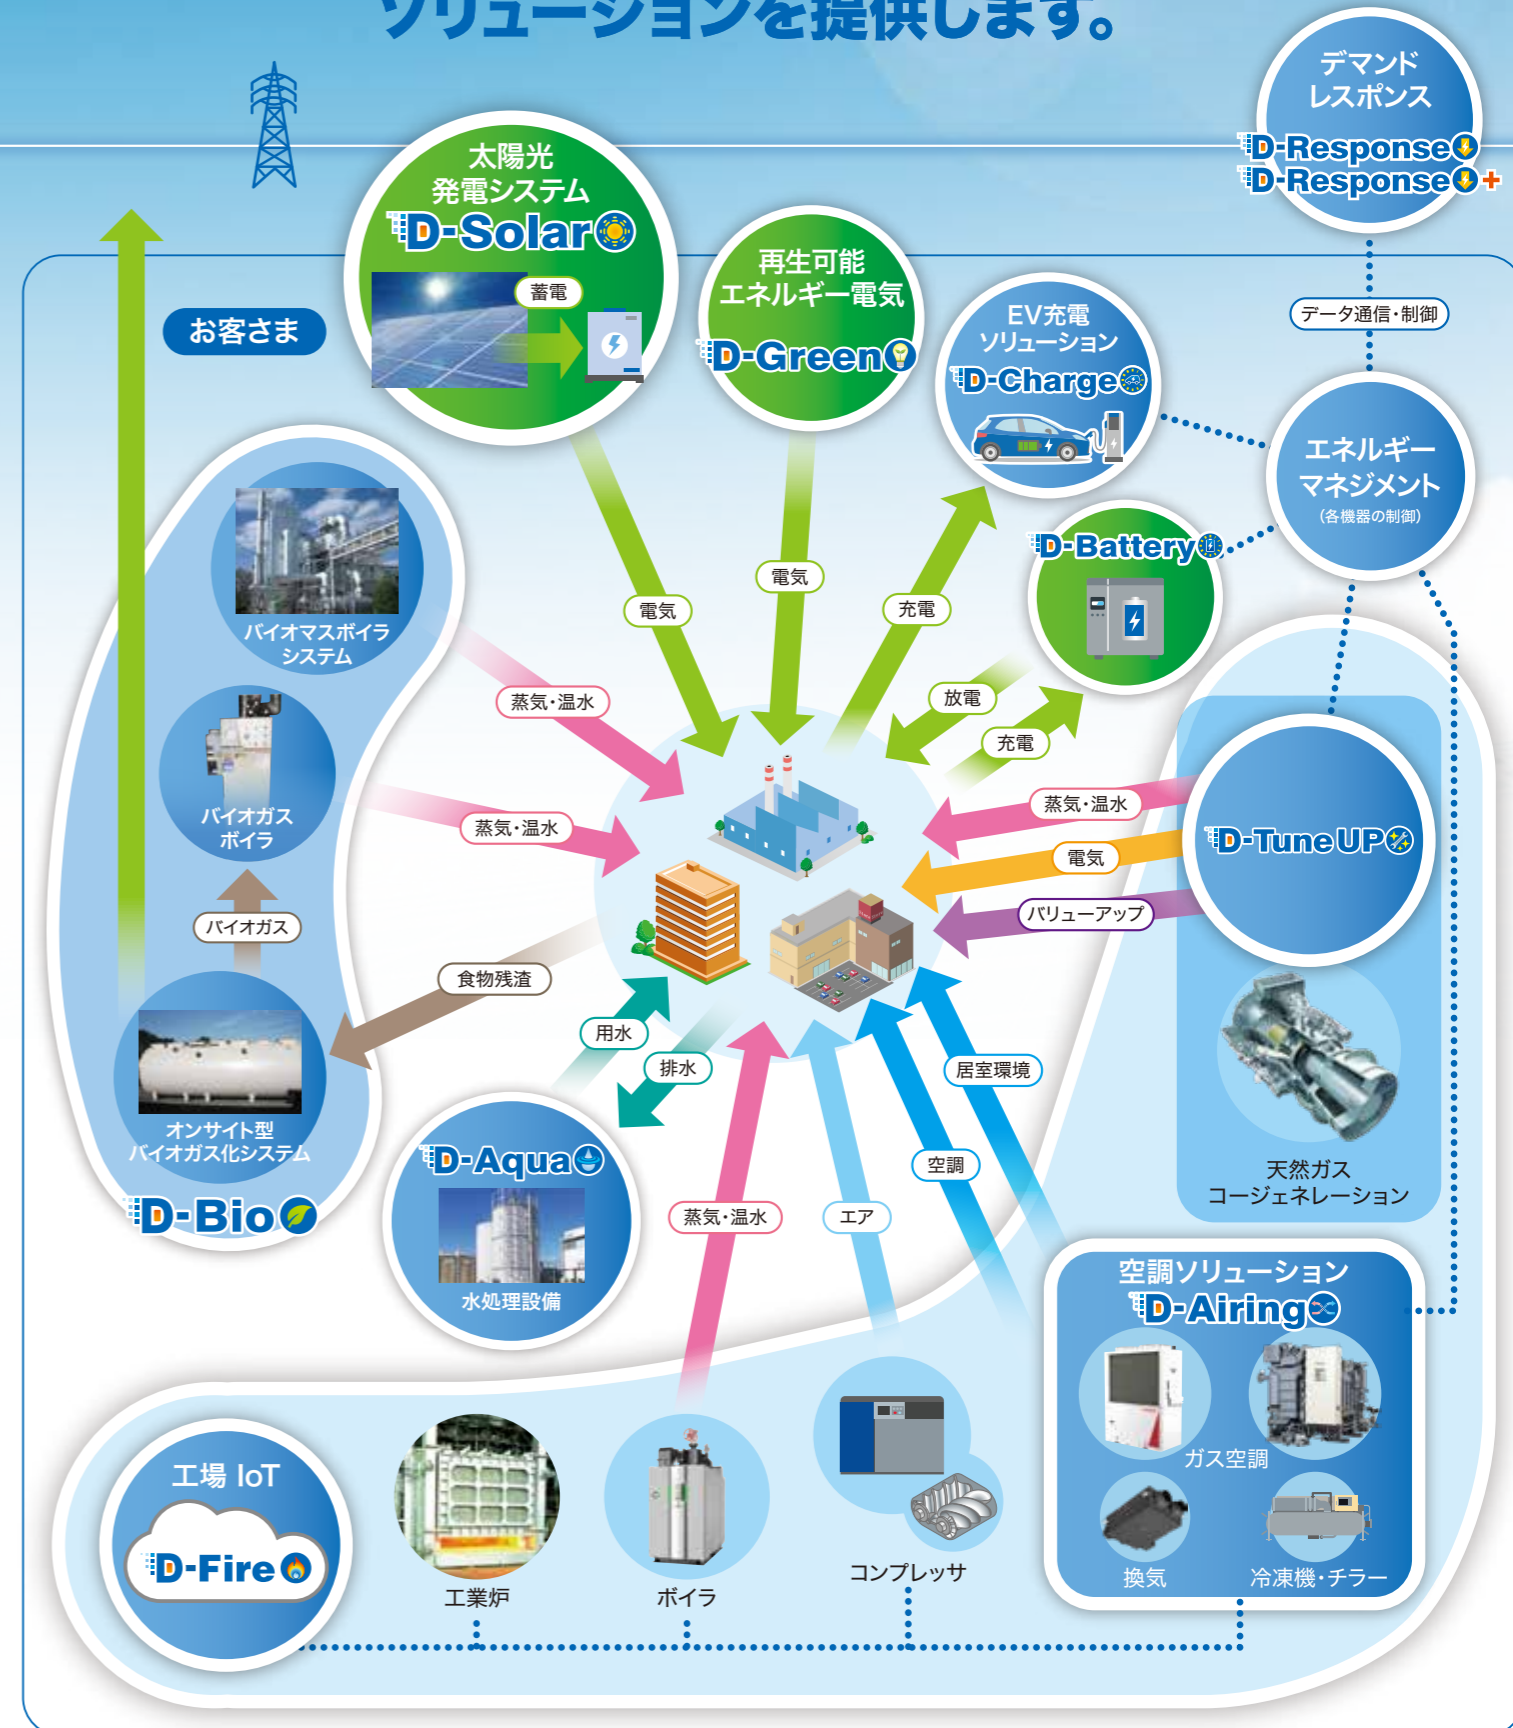 ソリューションを提供します。
デマンド
レスポンス
D-Response
D-Response+
太陽光
発電システム
D-Solar
蓄電
再生可能
エネルギー電気
D-Green
EV充電
ソリューション
D-Charge
データ通信・制御
お客さま
エネルギー
マネジメント
(各機器の制御)
D-Battery
バイオマスボイラ
システム
電気
電気
充電
蒸気・温水
放電
充電
バイオガス
ボイラ
蒸気・温水
蒸気・温水
電気
バリューアップ
D-TuneUP
バイオガス
食物残渣
用水
排水
居室環境
オンサイト型
バイオガス化システム
D-Bio
D-Aqua
水処理設備
空調
蒸気・温水
エア
天然ガス
コージェネレーション
空調ソリューション
D-Airing
ガス空調
換気
冷凍機・チラー
工場 IoT
D-Fire
工業炉
ボイラ
コンプレッサ